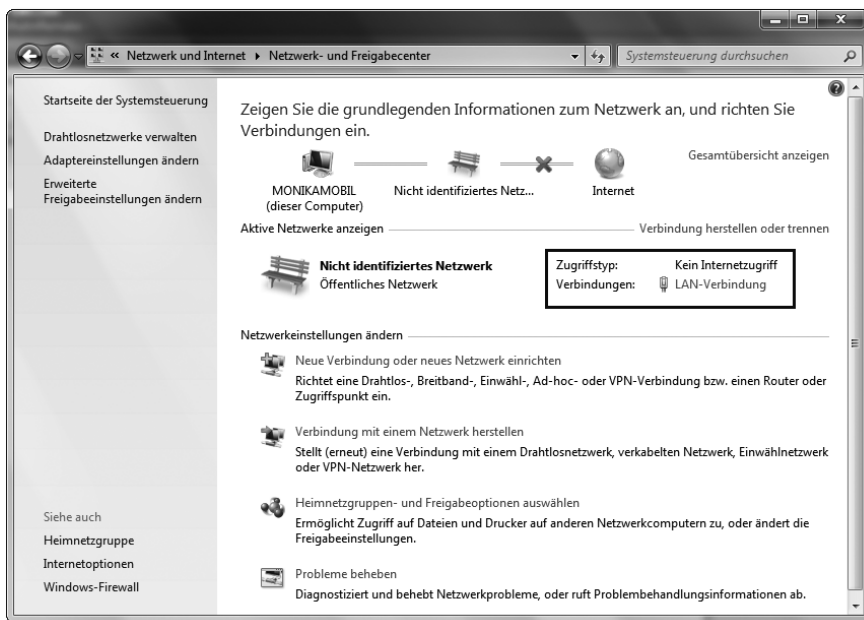 « Netzwerk und Internet ▸ Netzwerk- und Freigabecenter
Systemsteuerung durchsuchen
Startseite der Systemsteuerung
Drahtlosnetzwerke verwalten
Adaptereinstellungen ändern
Erweiterte
Freigabeeinstellungen ändern
Siehe auch
Heimnetzgruppe
Internetoptionen
Windows-Firewall
Zeigen Sie die grundlegenden Informationen zum Netzwerk an, und richten Sie
Verbindungen ein.
Gesamtübersicht anzeigen
MONIKAMOBIL
(dieser Computer)
Nicht identifiziertes Netz...
Internet
Aktive Netzwerke anzeigen
Verbindung herstellen oder trennen
Nicht identifiziertes Netzwerk
Öffentliches Netzwerk
Zugriffstyp: Kein Internetzugriff
Verbindungen: LAN-Verbindung
Netzwerkeinstellungen ändern
Neue Verbindung oder neues Netzwerk einrichten
Richtet eine Drahtlos-, Breitband-, Einwähl-, Ad-hoc- oder VPN-Verbindung bzw. einen Router oder
Zugriffspunkt ein.
Verbindung mit einem Netzwerk herstellen
Stellt (erneut) eine Verbindung mit einem Drahtlosnetzwerk, verkabelten Netzwerk, Einwählnetzwerk
oder VPN-Netzwerk her.
Heimnetzgruppen- und Freigabeoptionen auswählen
Ermöglicht Zugriff auf Dateien und Drucker auf anderen Netzwerkcomputern zu, oder ändert die
Freigabeeinstellungen.
Probleme beheben
Diagnostiziert und behebt Netzwerkprobleme, oder ruft Problembehandlungsinformationen ab.